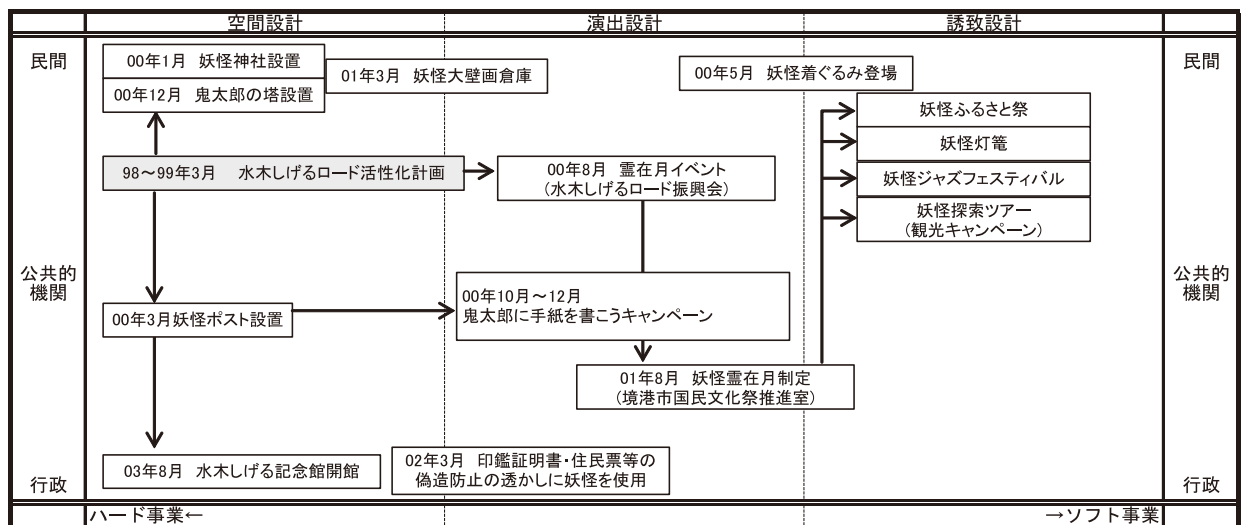 空間設計
演出設計
誘致設計
民間
00年1月 妖怪神社設置
00年12月 鬼太郎の塔設置
01年3月 妖怪大壁画倉庫
00年5月 妖怪着ぐるみ登場
民間
妖怪ふるさと祭
妖怪灯篭
妖怪ジャズフェスティバル
妖怪探索ツアー
(観光キャンペーン)
98～99年3月 水木しげるロード活性化計画
00年8月 霊在月イベント
(水木しげるロード振興会)
公共的
機関
公共的
機関
00年3月妖怪ポスト設置
00年10月～12月
鬼太郎に手紙を書こうキャンペーン
01年8月 妖怪霊在月制定
(境港市国民文化祭推進室)
行政
03年8月 水木しげる記念館開館
02年3月 印鑑証明書・住民票等の
偽造防止の透かしに妖怪を使用
行政
ハード事業←
→ソフト事業